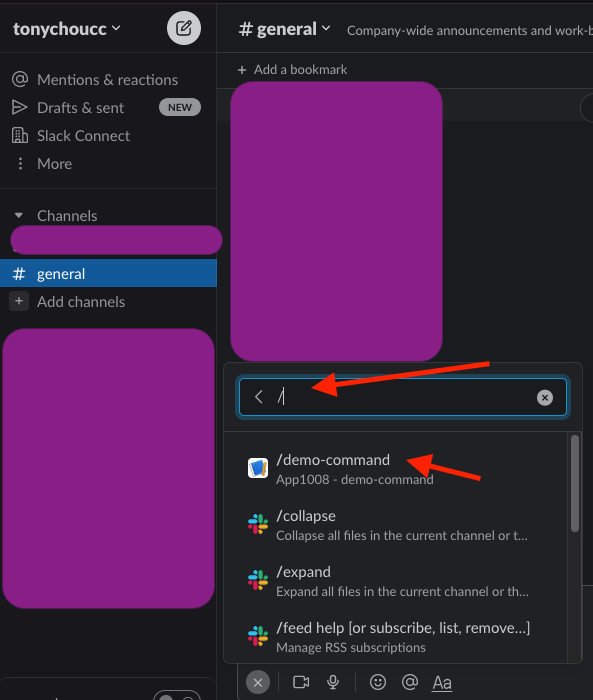 tonychoucc
Mentions & reactions
Drafts & sent NEW
Slack Connect
More
Channels
# general
+ Add channels
# general Company-wide announcements and work-b
+ Add a bookmark
/
/demo-command
App1008 - demo-command
/collapse
Collapse all files in the current channel or t...
/expand
Expand all files in the current channel or th...
/feed help [or subscribe, list, remove...]
Manage RSS subscriptions
@ Aa